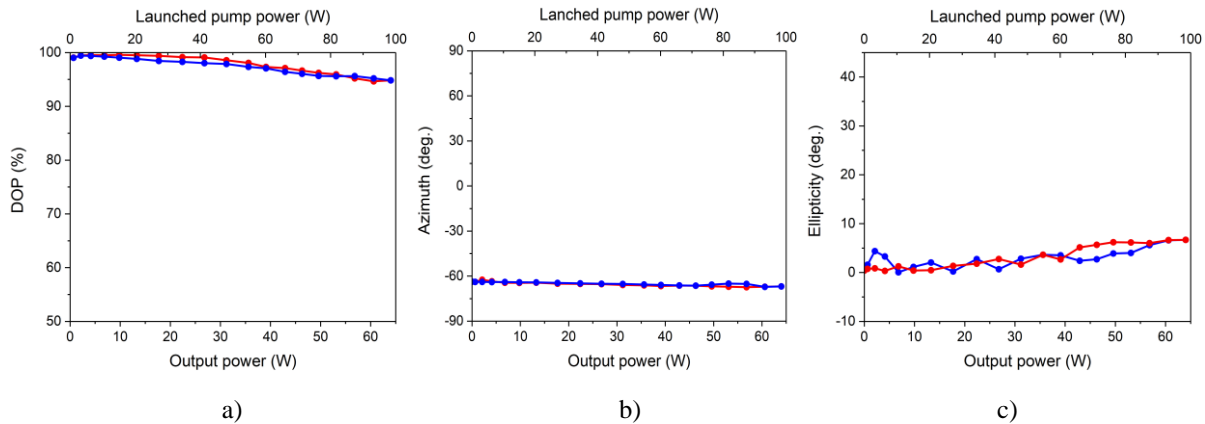 Launched pump power (W)
0 20 40 60 80 100
100
90
80
70
60
50
DOP (%)
0 10 20 30 40 50 60
Output power (W)
a)
Lanched pump power (W)
0 20 40 60 80 100
90
60
30
0
-30
-60
-90
Azimuth (deg.)
0 10 20 30 40 50 60
Output power (W)
b)
Launched pump power (W)
0 20 40 60 80 100
40
30
20
10
0
-10
Ellipticity (deg.)
0 10 20 30 40 50 60
Output power (W)
c)